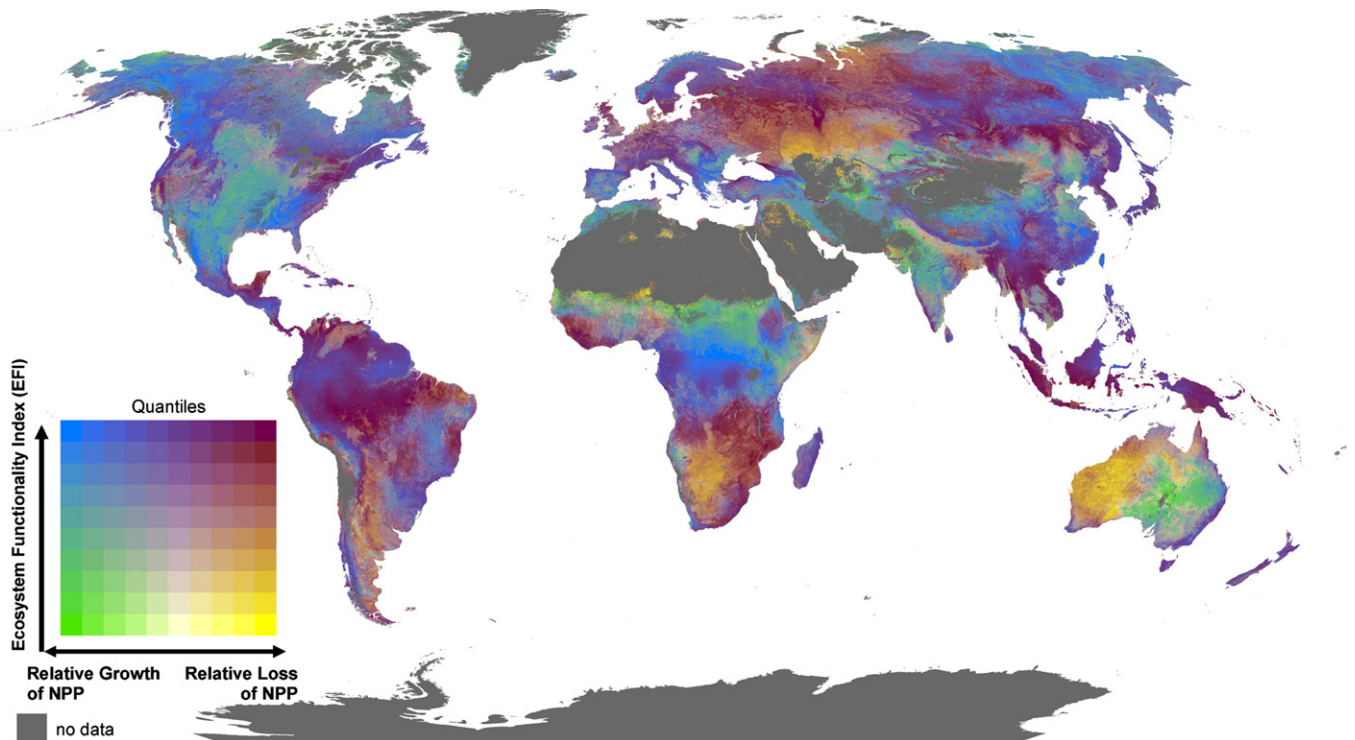 Quantiles
Ecosystem Functionality Index (EFI)
Relative Growth
of NPP
Relative Loss
of NPP
no data